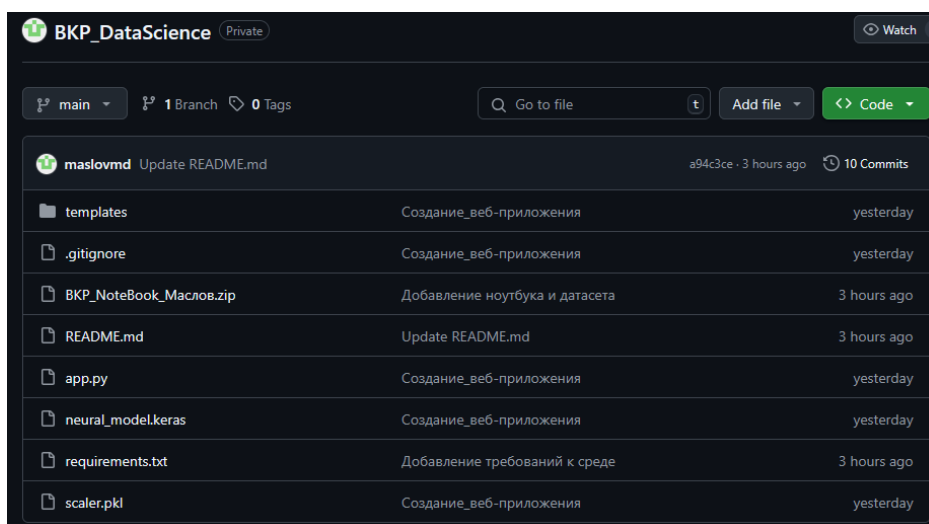 BKP_DataScience Private Watch
main 1 Branch 0 Tags Go to file t Add file Code
maslovmd Update README.md a94c3ce · 3 hours ago 10 Commits
templates Создание_веб-приложения yesterday
.gitignore Создание_веб-приложения yesterday
BKP_NoteBook_Маслов.zip Добавление ноутбука и датасета 3 hours ago
README.md Update README.md 3 hours ago
app.py Создание_веб-приложения yesterday
neural_model.keras Создание_веб-приложения yesterday
requirements.txt Добавление требований к среде 3 hours ago
scaler.pkl Создание_веб-приложения yesterday